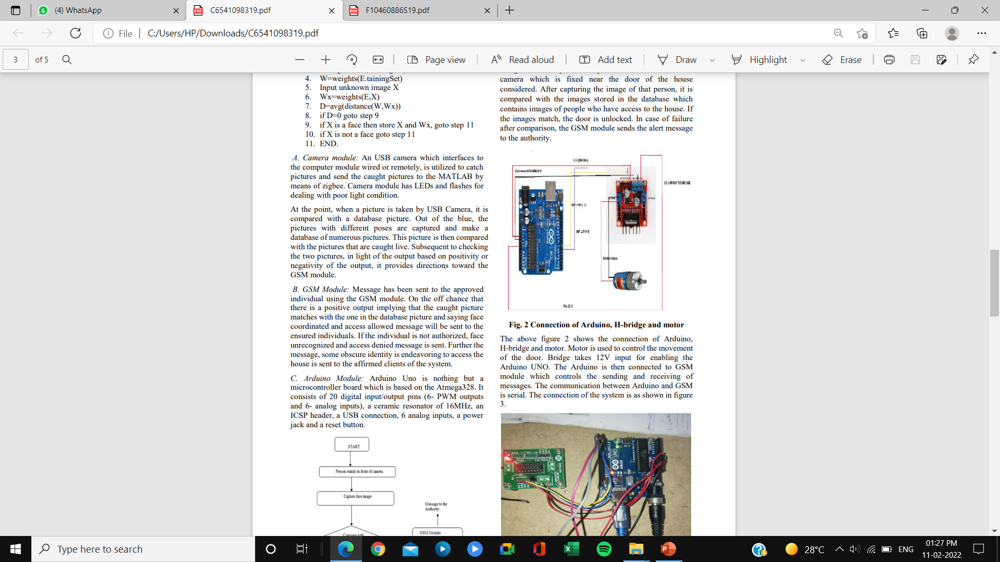 (4) WhatsApp
C6541098319.pdf
F10460886S19.pdf
File
C:/Users/HP/Downloads/C6541098319.pdf
3 of 5
Page view
Read aloud
Add text
Draw
Highlight
Erase
4. W=weights(E.tainingSet)
5. Input unknown image X
6. Wx=weights(E,X)
7. D=avg(distance(W,Wx))
8. if D=0 goto step 9
9. if X is a face then store X and Wx, goto step 11
10. if X is not a face goto step 11
11. END.
A. Camera module: An USB camera which interfaces to
the computer module wired or remotely, is utilized to catch
pictures and send the caught pictures to the MATLAB by
means of zigbee. Camera module has LEDs and flashes for
dealing with poor light condition.
At the point, when a picture is taken by USB Camera, it is
compared with a database picture. Out of the blue, the
pictures with different poses are captured and make a
database of numerous pictures. This picture is then compared
with the pictures that are caught live. Subsequent to checking
the two pictures, in light of the output based on positivity or
negativity of the output, it provides directions toward the
GSM module.
B. GSM Module: Message has been sent to the approved
individual using the GSM module. On the off chance that
there is a positive output implying that the caught picture
matches with the one in the database picture and saying face
coordinated and access allowed message will be sent to the
ensured individuals. If the individual is not authorized, face
unrecognized and access denied message is sent. Further the
message, some obscure identity is endeavoring to access the
house is sent to the affirmed clients of the system.
C. Arduino Module: Arduino Uno is nothing but a
microcontroller board which is based on the Atmega328. It
consists of 20 digital input/output pins (6- PWM outputs
and 6- analog inputs), a ceramic resonator of 16MHz, an
ICSP header, a USB connection, 6 analog inputs, a power
jack and a reset button.
START
Person stands in front of camera
Capture face image
Compare with
Message to the
Authority
GSM Module
camera which is fixed near the door of the house
considered. After capturing the image of that person, it is
compared with the images stored in the database which
contains images of people who have access to the house. If
the images match, the door is unlocked. In case of failure
after comparison, the GSM module sends the alert message
to the authority.
Common GROUND
12 V INPUT TO BRIDGE
Motor Input
Vin 12 V
Fig. 2 Connection of Arduino, H-bridge and motor
The above figure 2 shows the connection of Arduino,
H-bridge and motor. Motor is used to control the movement
of the door. Bridge takes 12V input for enabling the
Arduino UNO. The Arduino is then connected to GSM
module which controls the sending and receiving of
messages. The communication between Arduino and GSM
is serial. The connection of the system is as shown in figure
3.
UNO
Type here to search
28°C
ENG
01:27 PM
11-02-2022